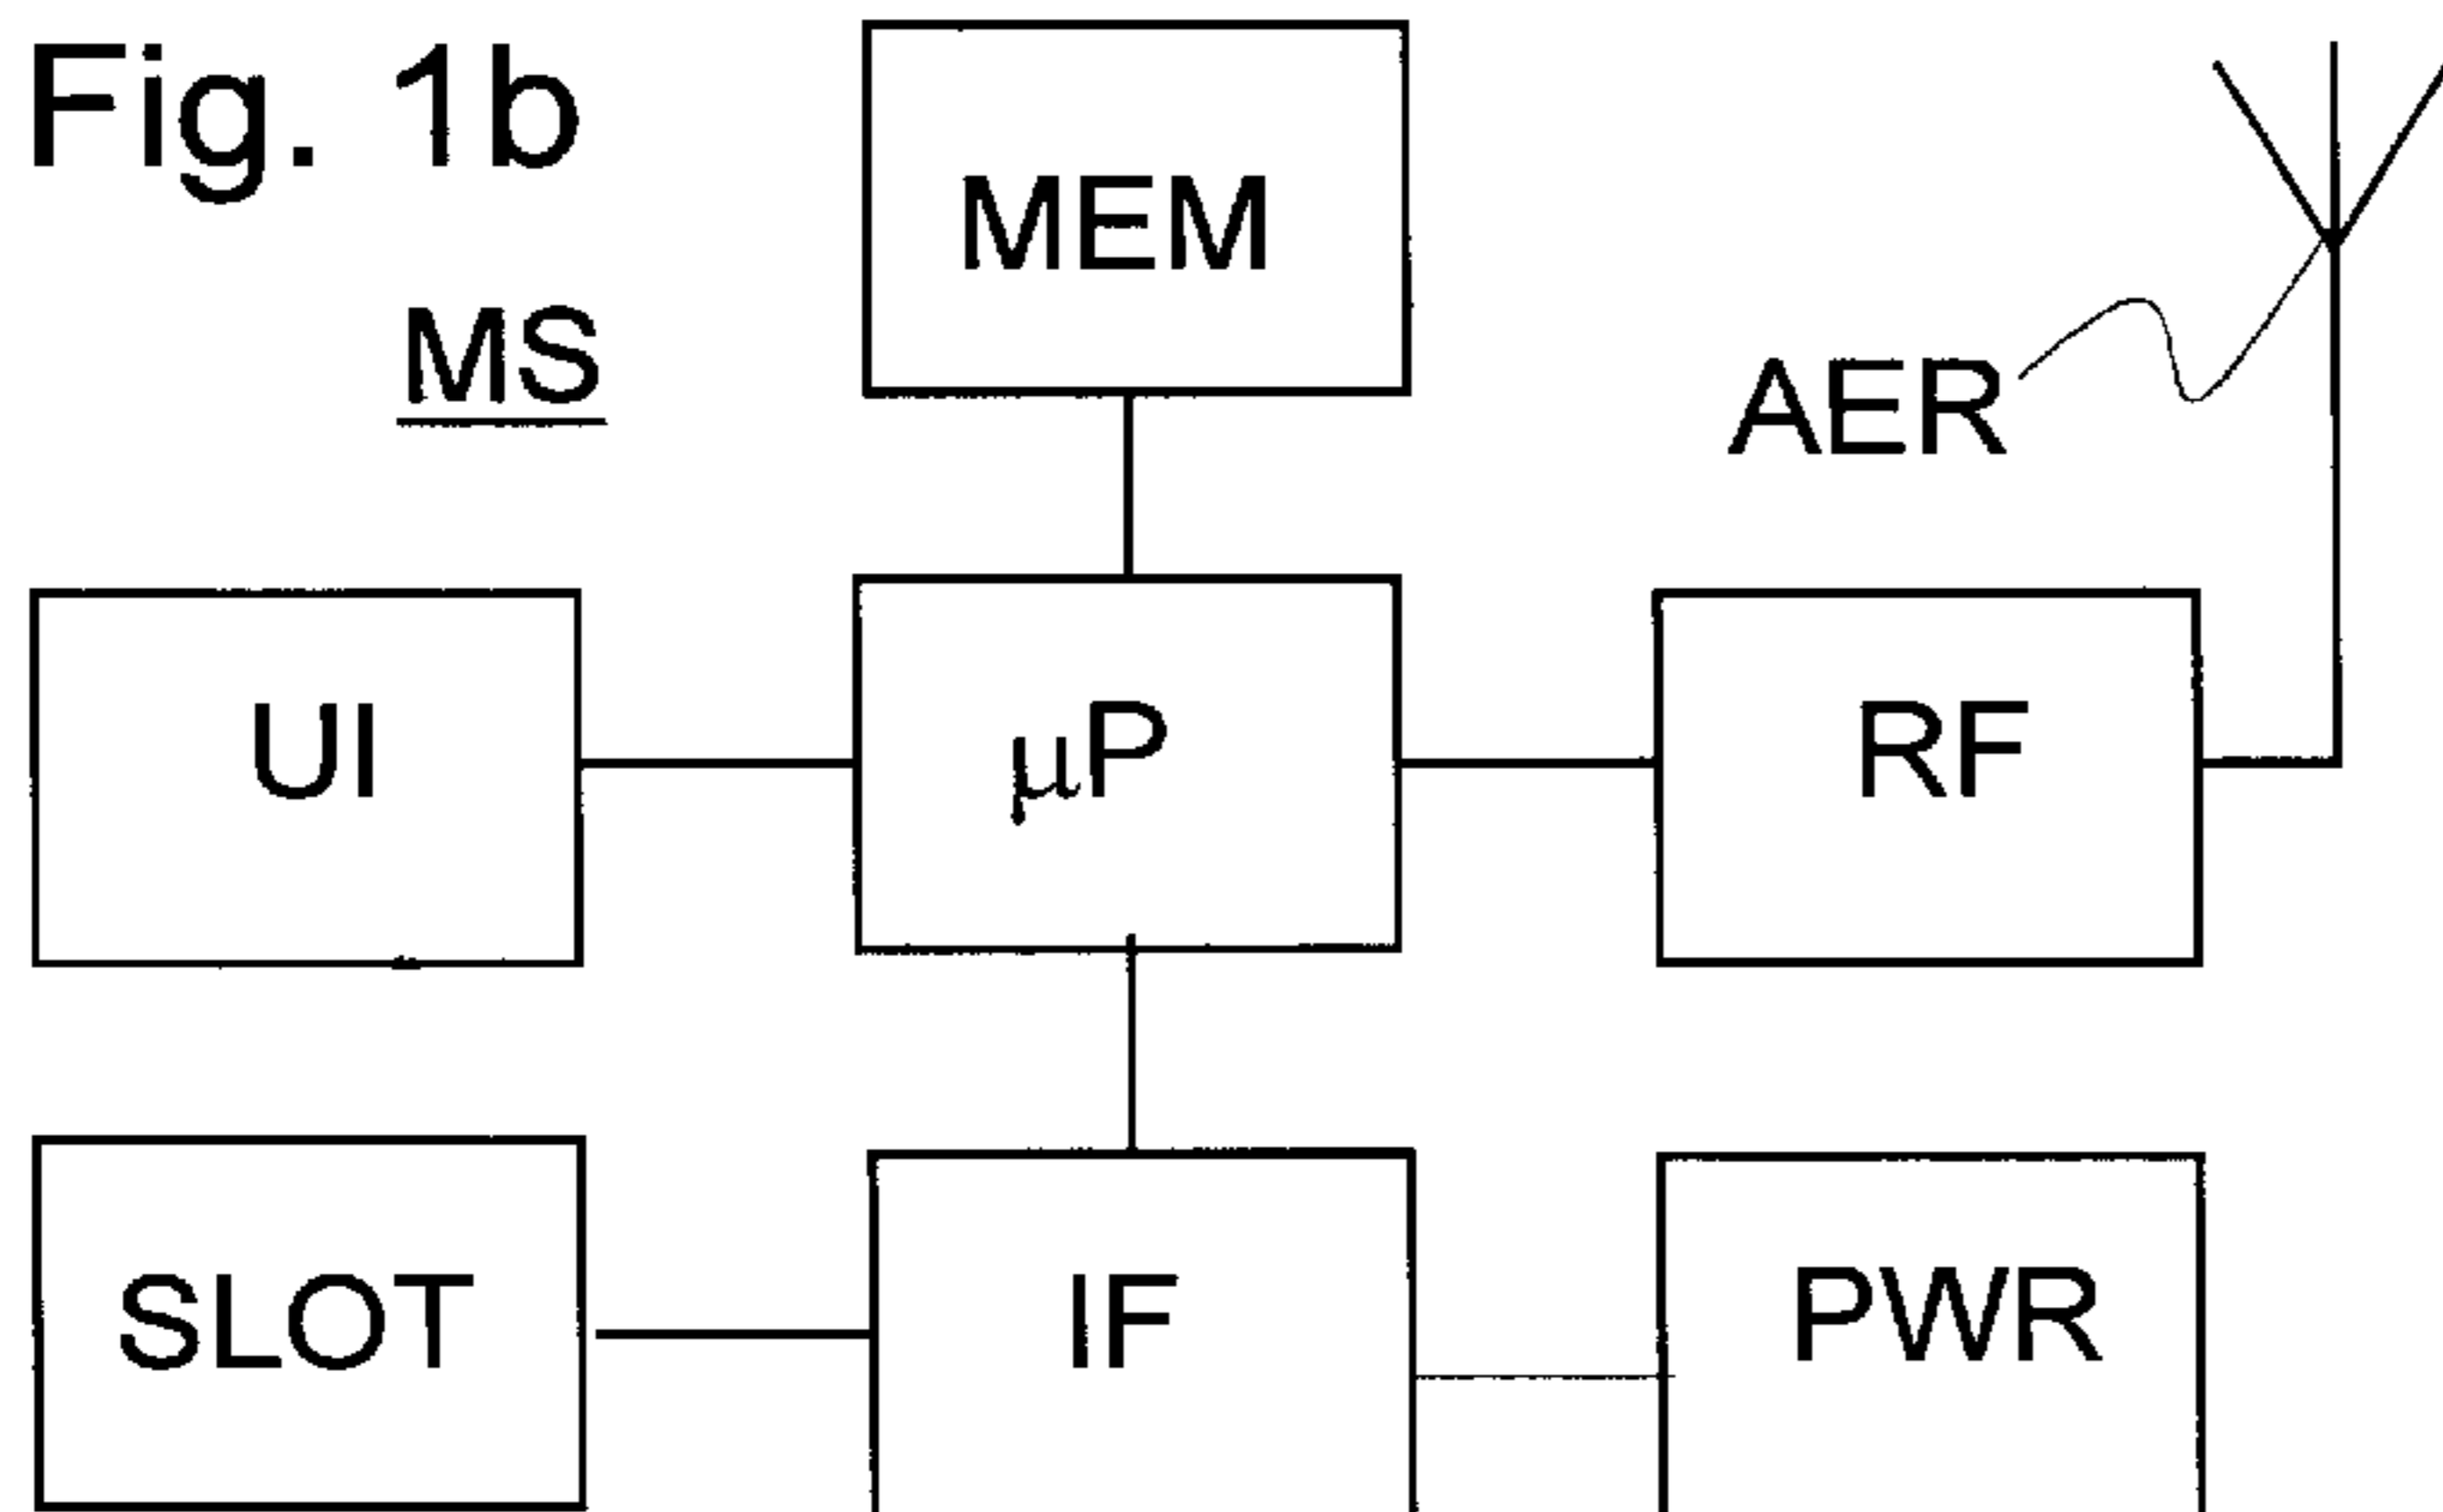 Fig. 1b
MEM
MS
AER
UI
µP
RF
SLOT
IF
PWR